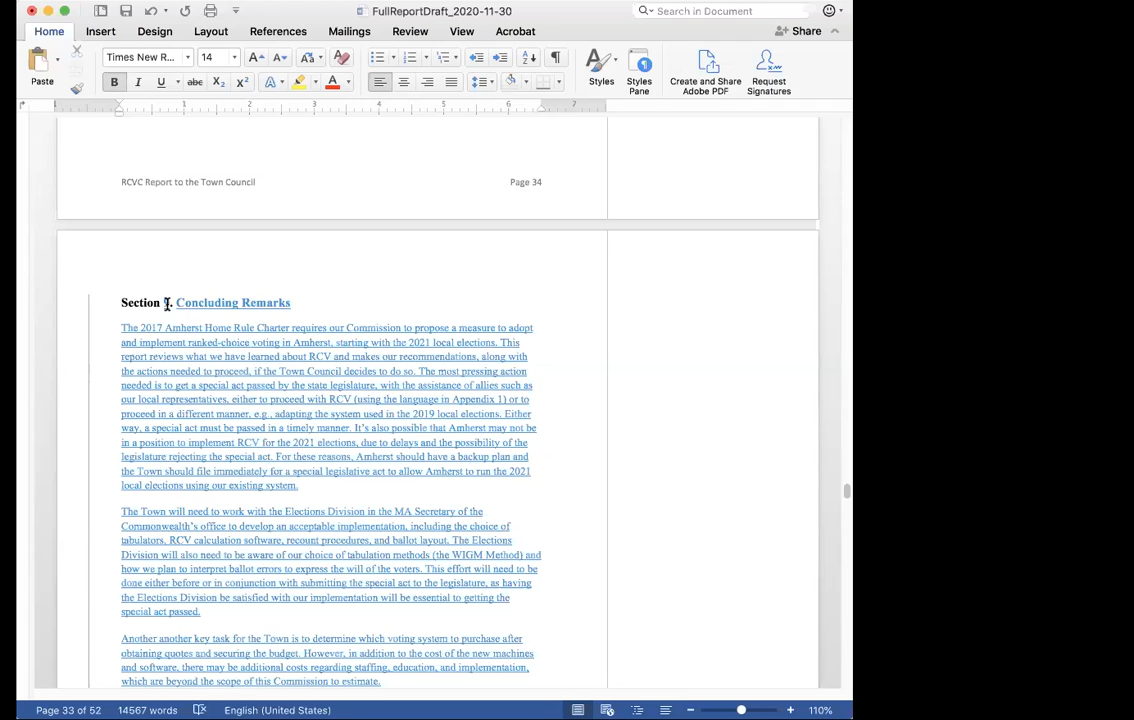 FullReportDraft_2020-11-30
Search in Document
Home Insert Design Layout References Mailings Review View Acrobat
Share
Paste
Times New R... 14
Styles Styles Pane Create and Share Adobe PDF Request Signatures
1 1 2 3 4 5 6 7
RCVC Report to the Town Council Page 34
Section . Concluding Remarks
The 2017 Amherst Home Rule Charter requires our Commission to propose a measure to adopt
and implement ranked-choice voting in Amherst, starting with the 2021 local elections. This
report reviews what we have learned about RCV and makes our recommendations, along with
the actions needed to proceed, if the Town Council decides to do so. The most pressing action
needed is to get a special act passed by the state legislature, with the assistance of allies such as
our local representatives, either to proceed with RCV (using the language in Appendix 1) or to
proceed in a different manner, e.g., adapting the system used in the 2019 local elections. Either
way, a special act must be passed in a timely manner. It's also possible that Amherst may not be
in a position to implement RCV for the 2021 elections, due to delays and the possibility of the
legislature rejecting the special act. For these reasons, Amherst should have a backup plan and
the Town should file immediately for a special legislative act to allow Amherst to run the 2021
local elections using our existing system.
The Town will need to work with the Elections Division in the MA Secretary of the
Commonwealth's office to develop an acceptable implementation, including the choice of
tabulators, RCV calculation software, recount procedures, and ballot layout. The Elections
Division will also need to be aware of our choice of tabulation methods (the WIGM Method) and
how we plan to interpret ballot errors to express the will of the voters. This effort will need to be
done either before or in conjunction with submitting the special act to the legislature, as having
the Elections Division be satisfied with our implementation will be essential to getting the
special act passed.
Another another key task for the Town is to determine which voting system to purchase after
obtaining quotes and securing the budget. However, in addition to the cost of the new machines
and software, there may be additional costs regarding staffing, education, and implementation,
which are beyond the scope of this Commission to estimate.
Page 33 of 52 14567 words English (United States) 110%